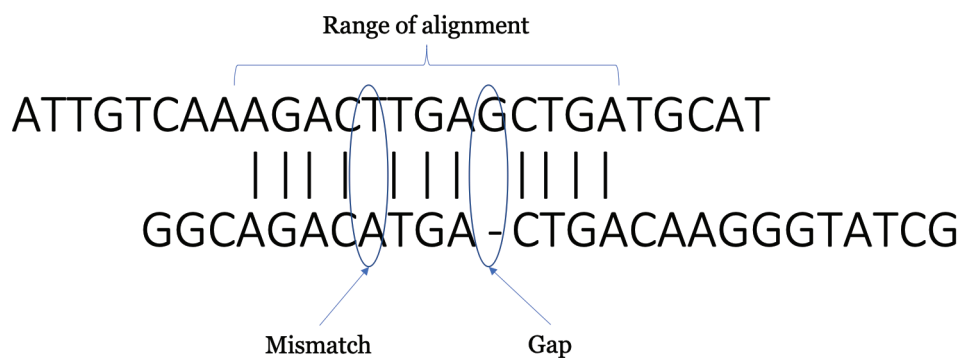 Range of alignment
ATTGTCAAAGACTTGAGCTGATGCAT
GGCAGACATGA-CTGACAAGGGTATCG
Mismatch
Gap